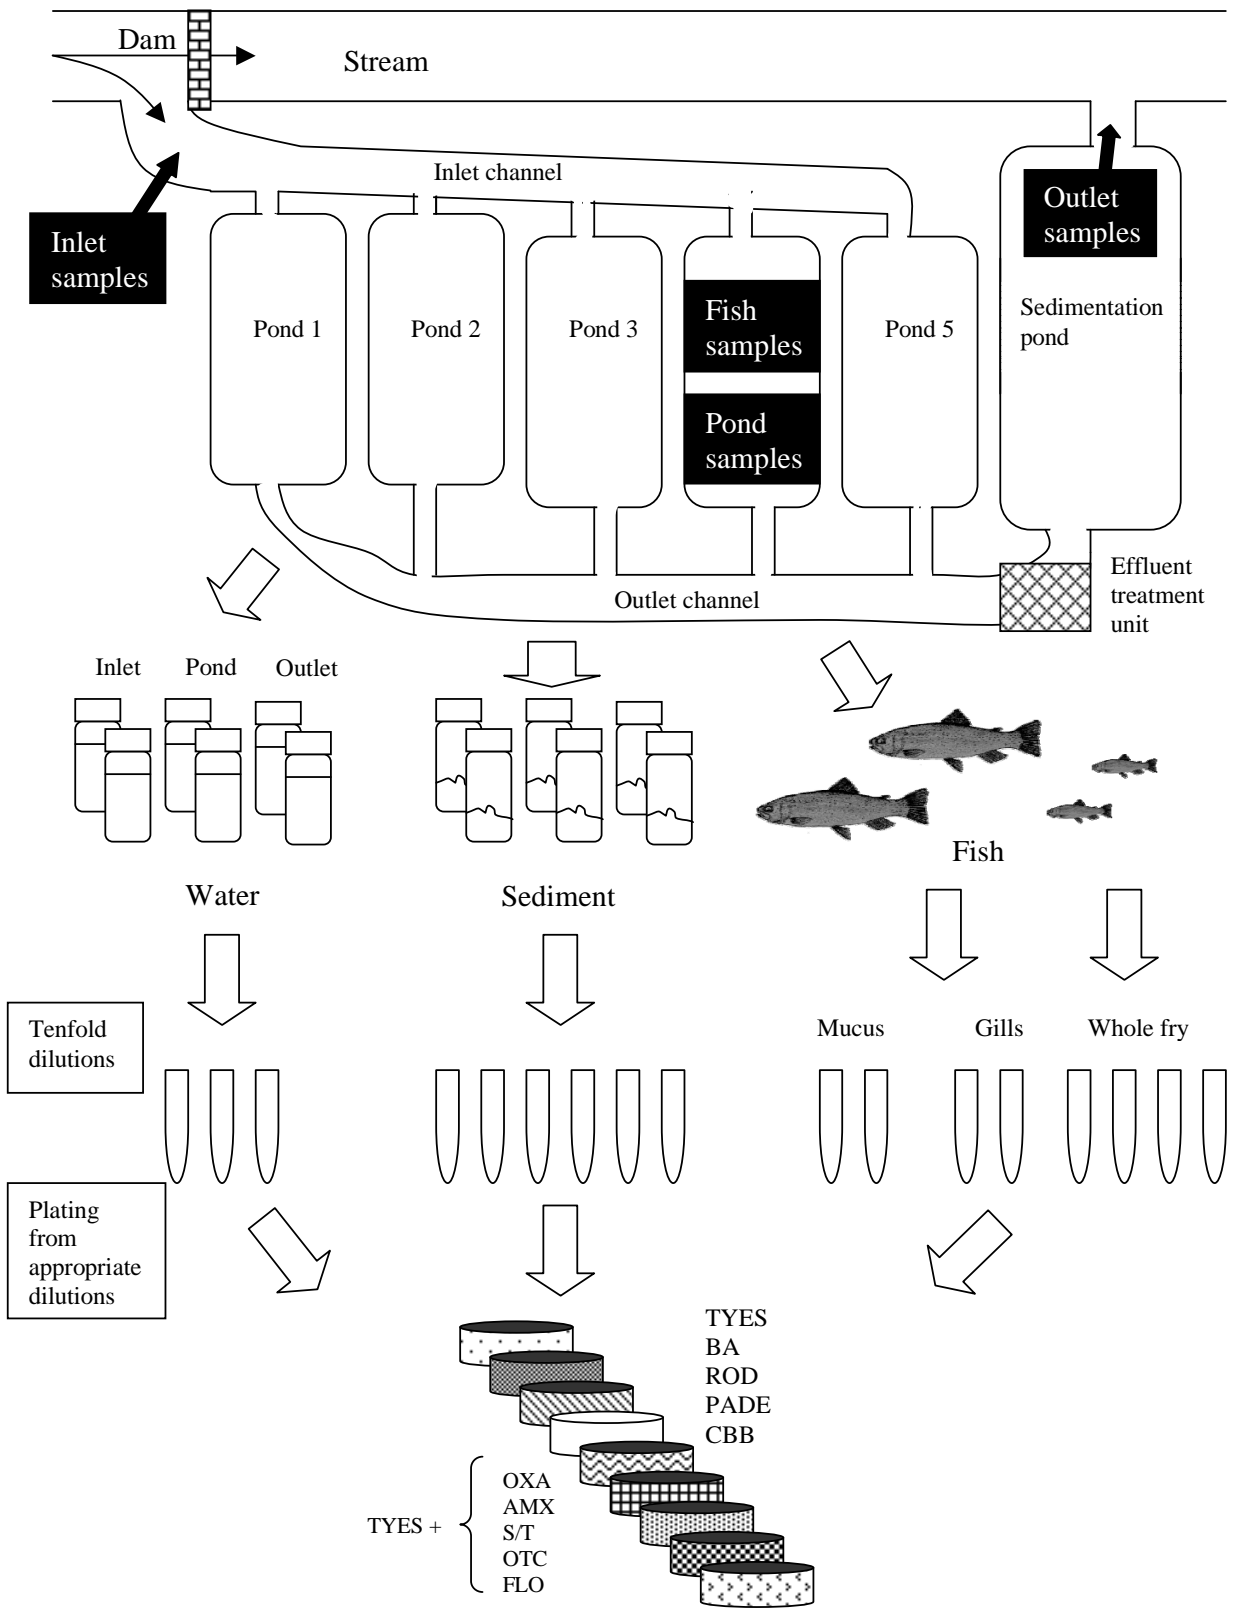 Dam
Stream
Inlet channel
Inlet
samples
Outlet
samples
Pond 1
Pond 2
Pond 3
Fish
samples
Pond
samples
Pond 5
Sedimentation
pond
Outlet channel
Effluent
treatment
unit
Inlet
Pond
Outlet
Water
Sediment
Fish
Tenfold
dilutions
Mucus
Gills
Whole fry
Plating
from
appropriate
dilutions
TYES
BA
ROD
PADE
CBB
TYES +
OXA
AMX
S/T
OTC
FLO